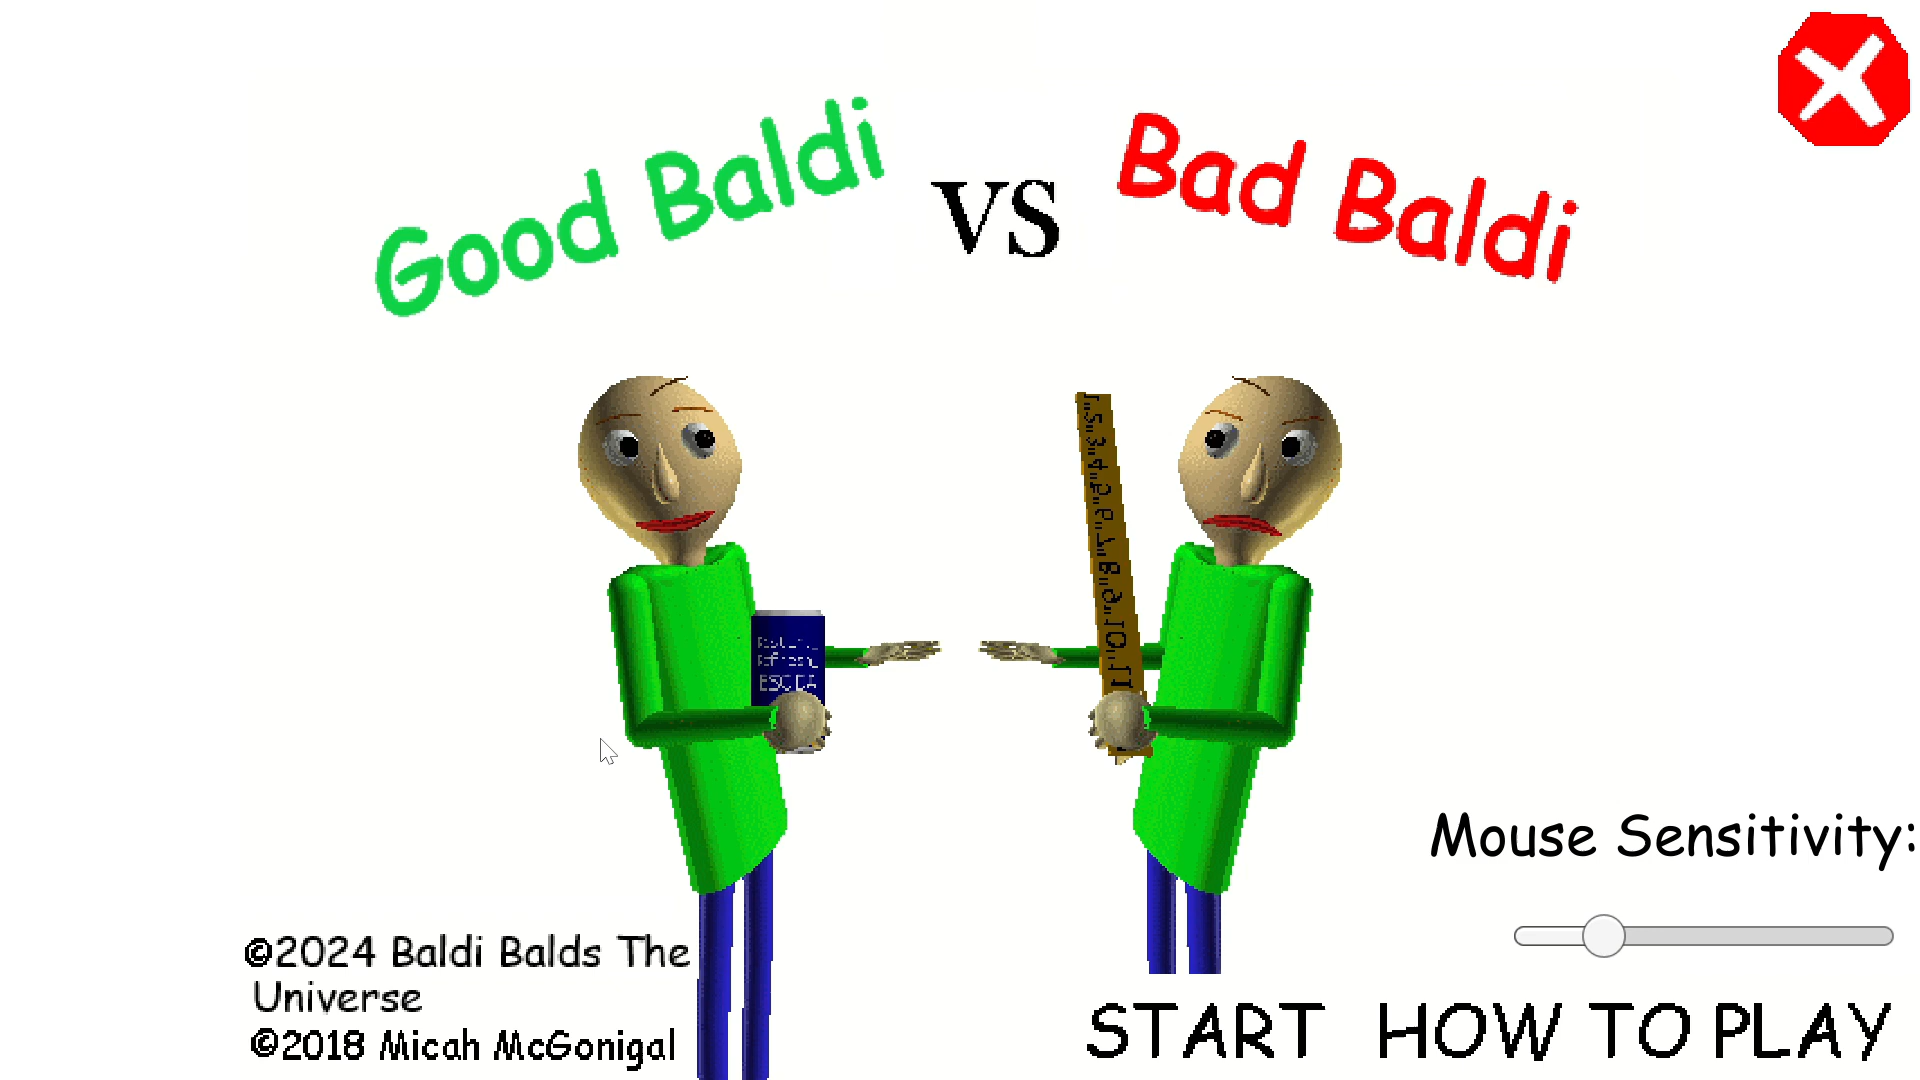 Good Baldi VS Bad Baldi
ESODA
Mouse Sensitivity:
©2024 Baldi Balds The
Universe
©2018 Micah McGonigal
START HOW TO PLAY